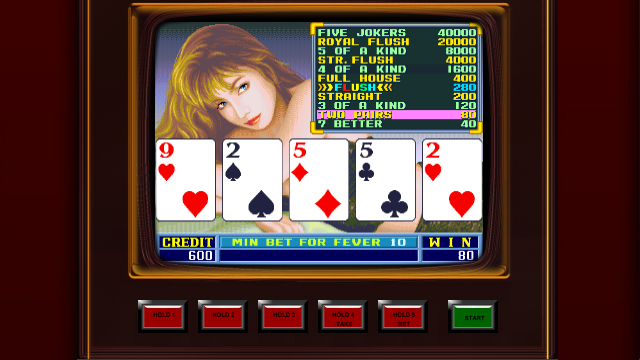 FIVE JOKERS 40000
ROYAL FLUSH 20000
5 OF A KIND 8000
STR.FLUSH 4000
4 OF A KIND 1600
FULL HOUSE 400
»»FLUSH«« 280
STRAIGHT 200
3 OF A KIND 120
TWO PAIRS 80
7 BETTER 40
9 2 5 5 2
CREDIT MIN BET FOR FEVER 10 WIN
600 80
HOLD 1 HOLD 2 HOLD 3 HOLD 4 HOLD 5 START
TAKE BET